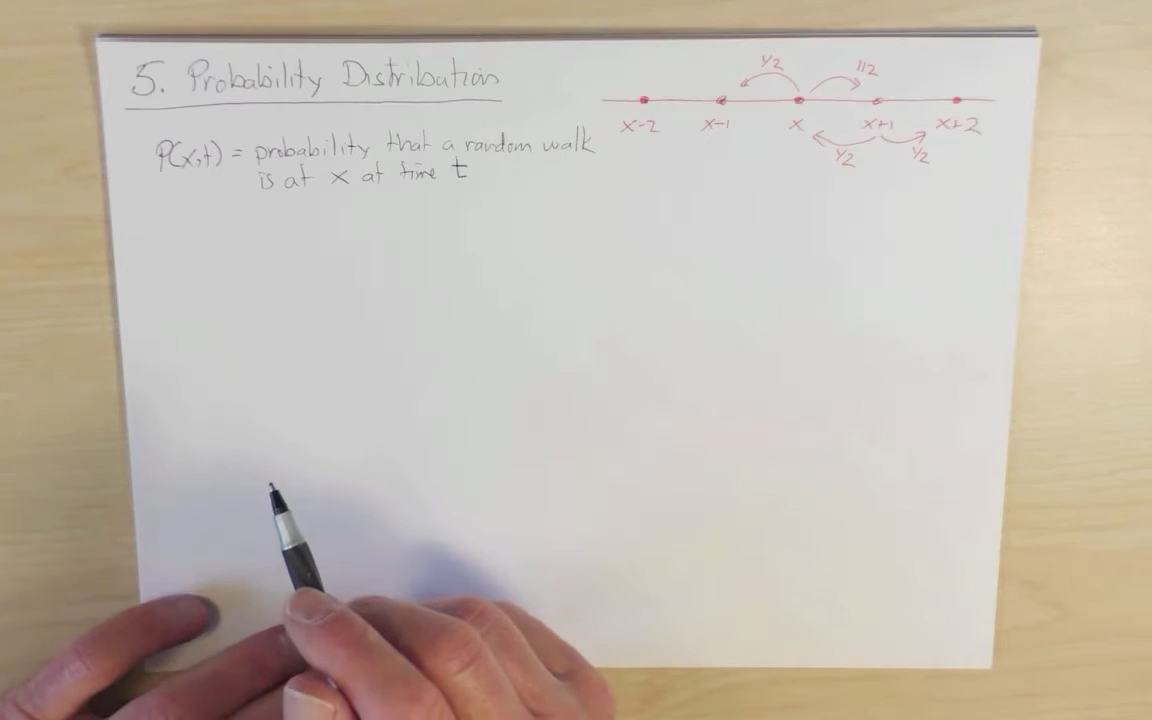 5. Probability Distribution
P(x,t) = probability that a random walk
is at x at time t
1/2 1/2
x-2 x-1 x x+1 x+2
1/2 1/2